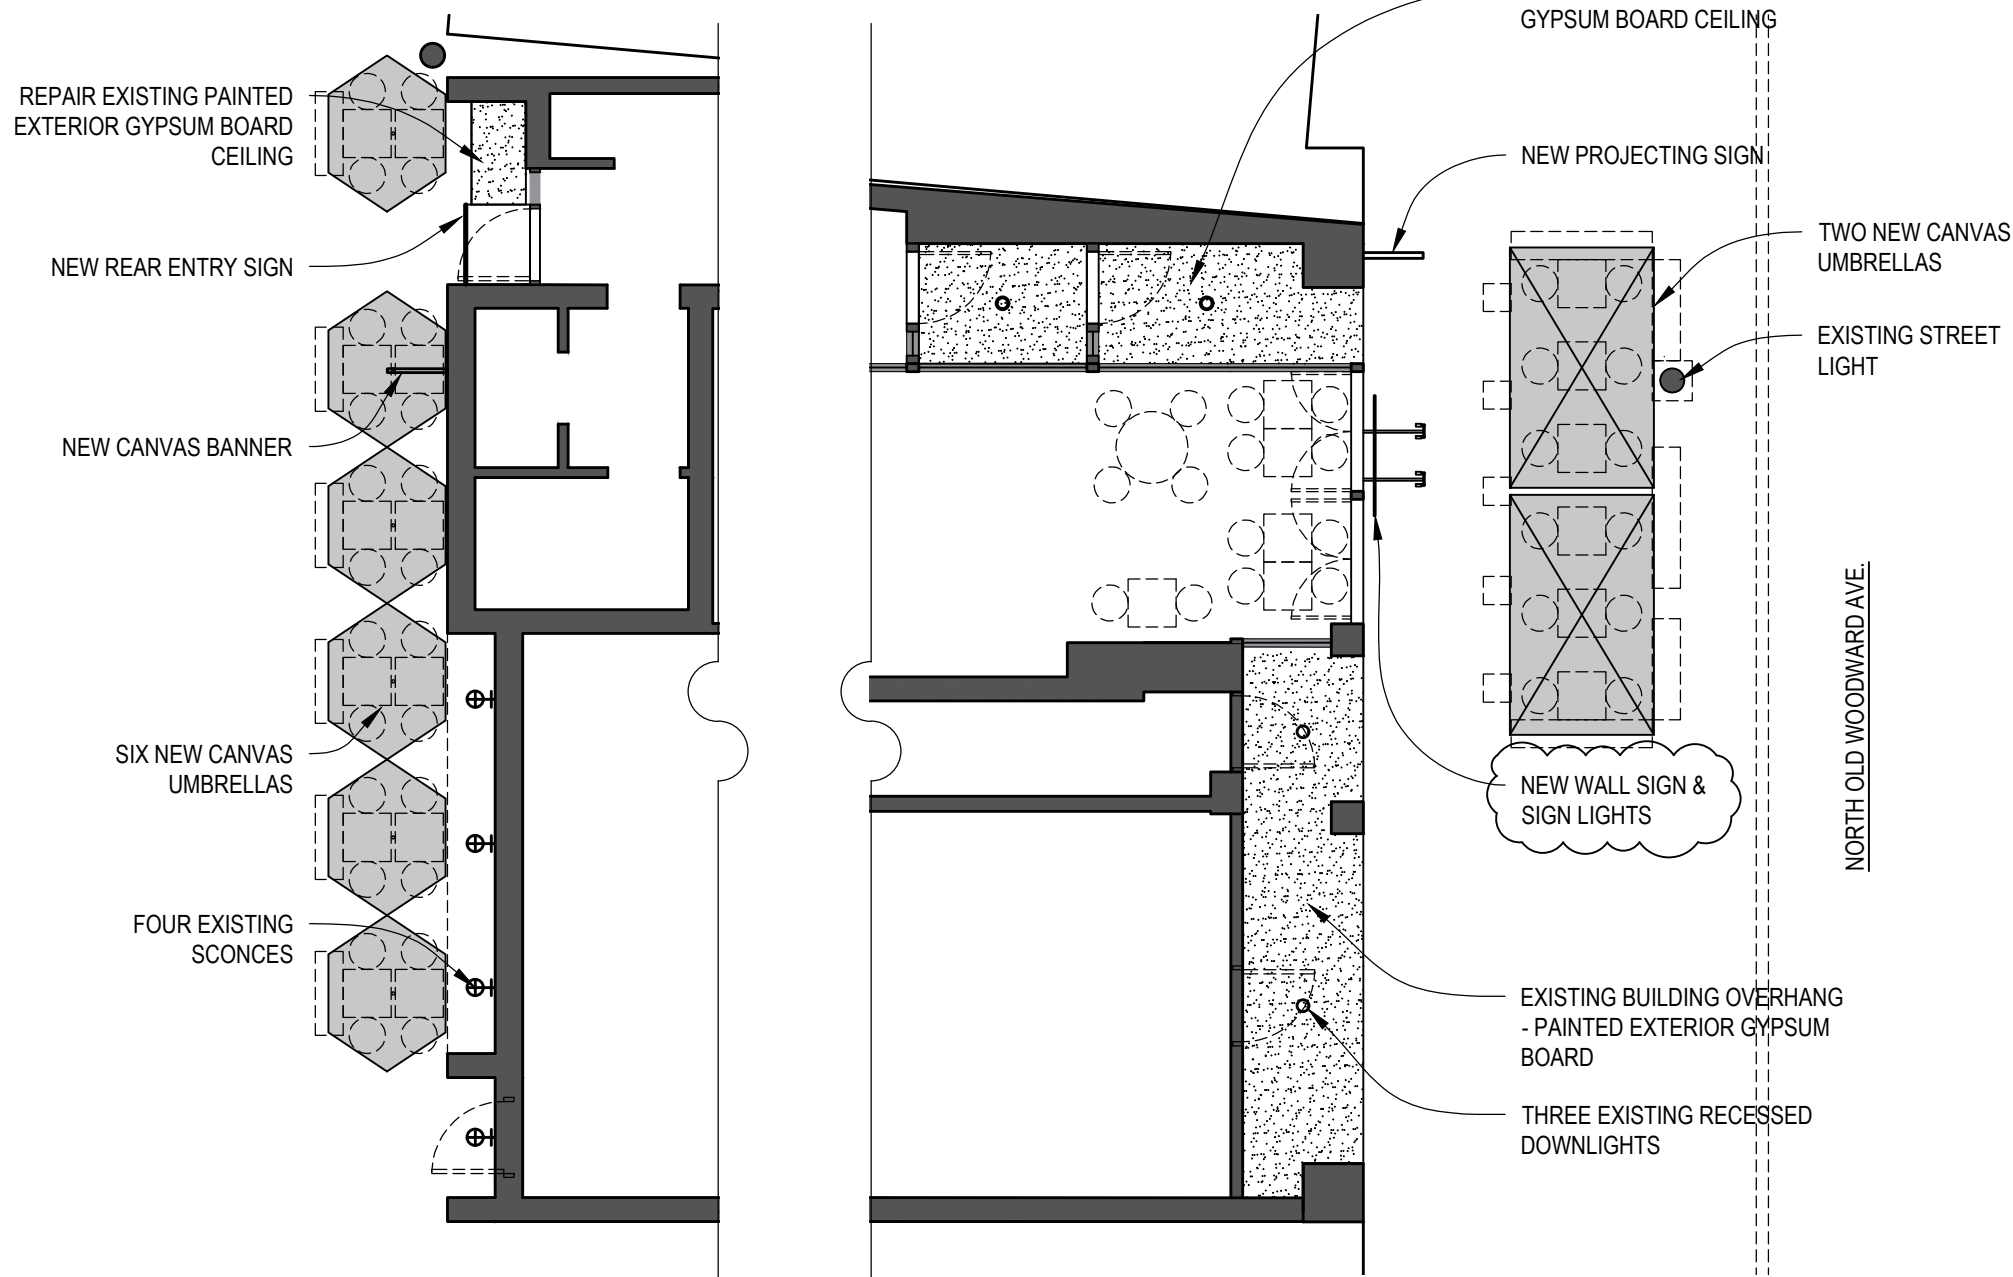 GYPSUM BOARD CEILING
REPAIR EXISTING PAINTED
EXTERIOR GYPSUM BOARD
CEILING
NEW PROJECTING SIGN
TWO NEW CANVAS
UMBRELLAS
NEW REAR ENTRY SIGN
EXISTING STREET
LIGHT
NEW CANVAS BANNER
NORTH OLD WOODWARD AVE.
SIX NEW CANVAS
UMBRELLAS
NEW WALL SIGN &
SIGN LIGHTS
FOUR EXISTING
SCONCES
EXISTING BUILDING OVERHANG
- PAINTED EXTERIOR GYPSUM
BOARD
THREE EXISTING RECESSED
DOWNLIGHTS